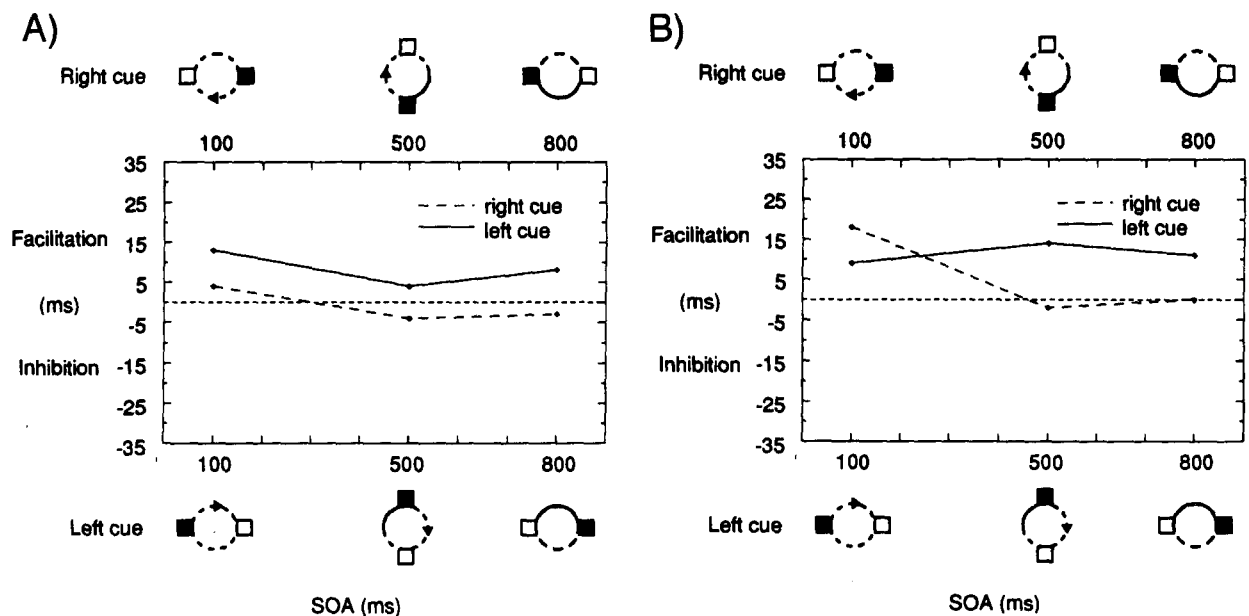 A)
Right cue
100 500 800
35
25
15
5
-5
-15
-25
-35
Facilitation
(ms)
Inhibition
right cue
left cue
100 500 800
Left cue
SOA (ms)
B)
Right cue
100 500 800
35
25
15
5
-5
-15
-25
-35
Facilitation
(ms)
Inhibition
right cue
left cue
100 500 800
Left cue
SOA (ms)